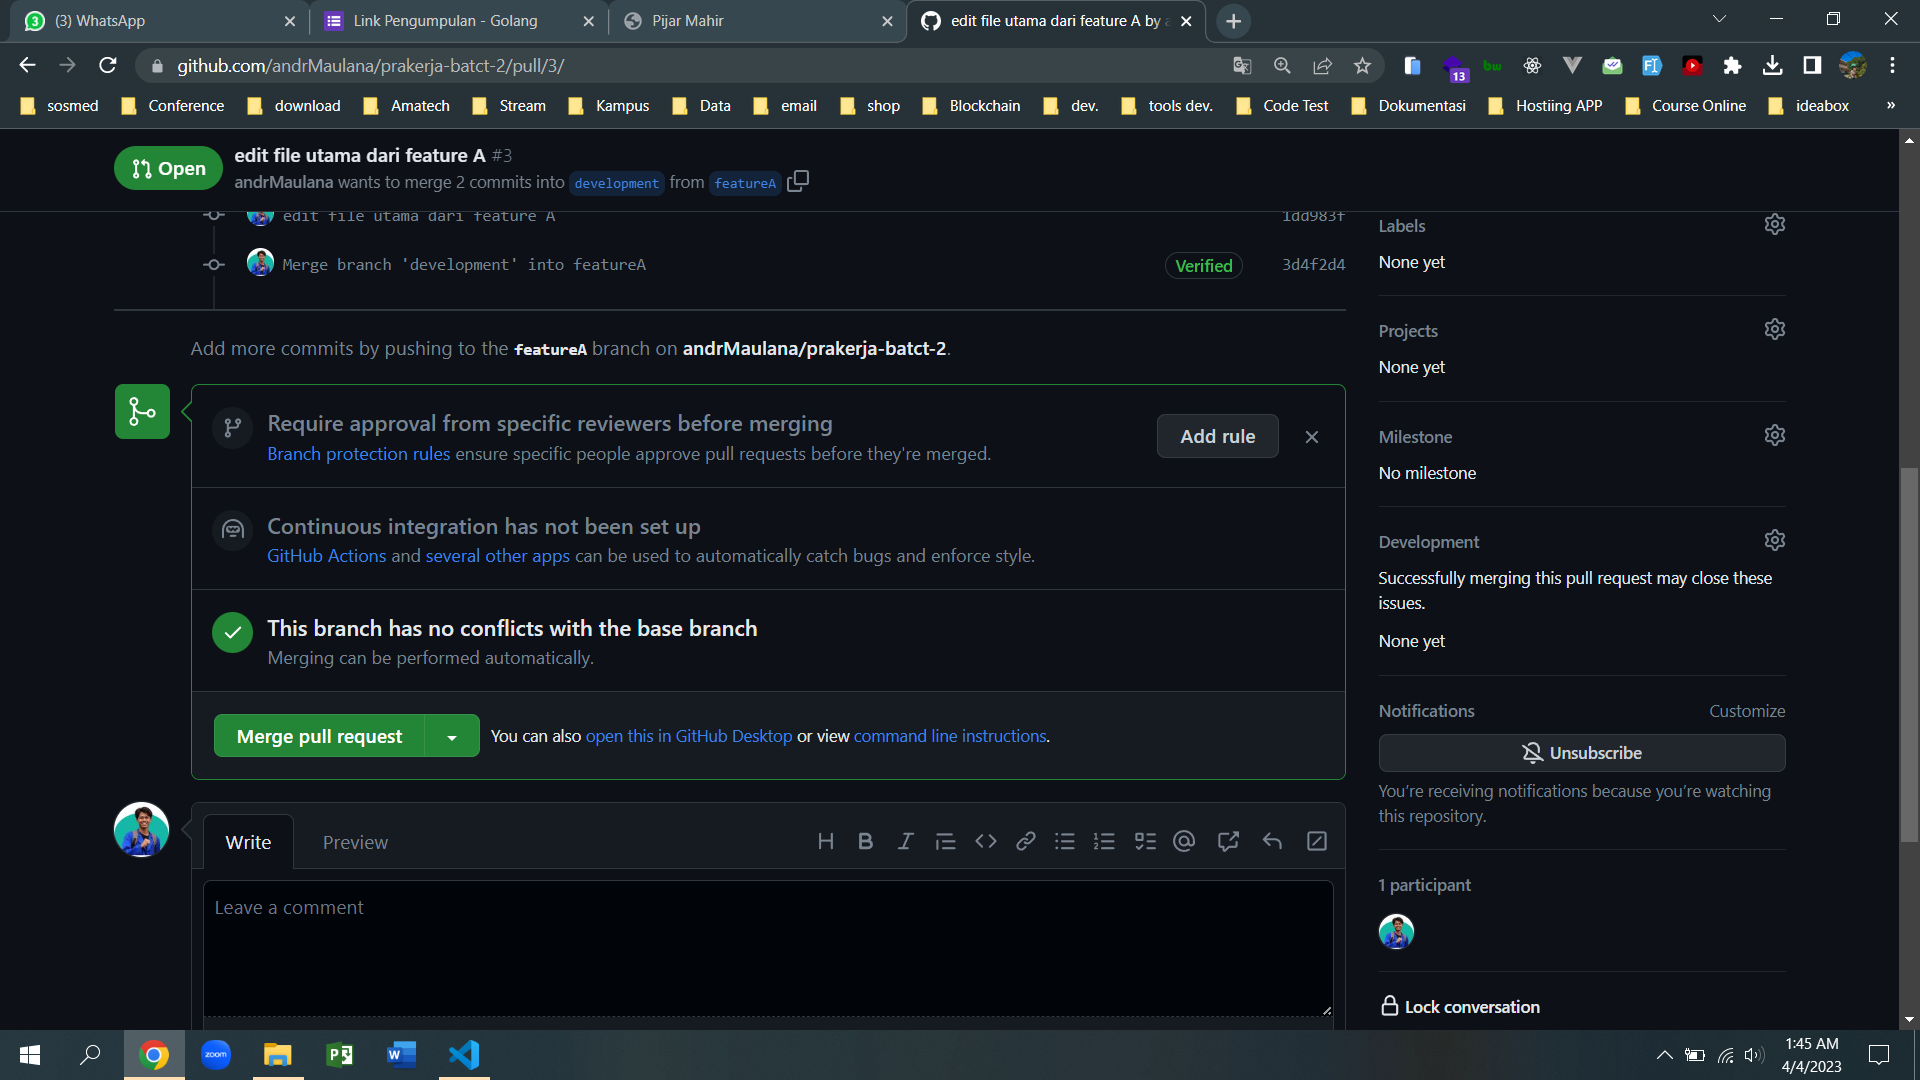 (3) WhatsApp
Link Pengumpulan - Golang
Pijar Mahir
edit file utama dari feature A by
github.com/andrMaulana/prakerja-batct-2/pull/3/
13
sosmed
Conference
download
Amatech
Stream
Kampus
Data
email
shop
Blockchain
dev.
tools dev.
Code Test
Dokumentasi
Hostiing APP
Course Online
ideabox
»
Open
edit file utama dari feature A #3
andrMaulana wants to merge 2 commits into development from featureA
edit file utama dari feature A
1dd983f
Merge branch 'development' into featureA
Verified
3d4f2d4
Add more commits by pushing to the featureA branch on andrMaulana/prakerja-batct-2.
Require approval from specific reviewers before merging
Branch protection rules ensure specific people approve pull requests before they're merged.
Add rule
Continuous integration has not been set up
GitHub Actions and several other apps can be used to automatically catch bugs and enforce style.
This branch has no conflicts with the base branch
Merging can be performed automatically.
Merge pull request
You can also open this in GitHub Desktop or view command line instructions.
Write
Preview
Leave a comment
Labels
None yet
Projects
None yet
Milestone
No milestone
Development
Successfully merging this pull request may close these
issues.
None yet
Notifications
Customize
Unsubscribe
You're receiving notifications because you're watching
this repository.
1 participant
Lock conversation
zoom
1:45 AM
4/4/2023